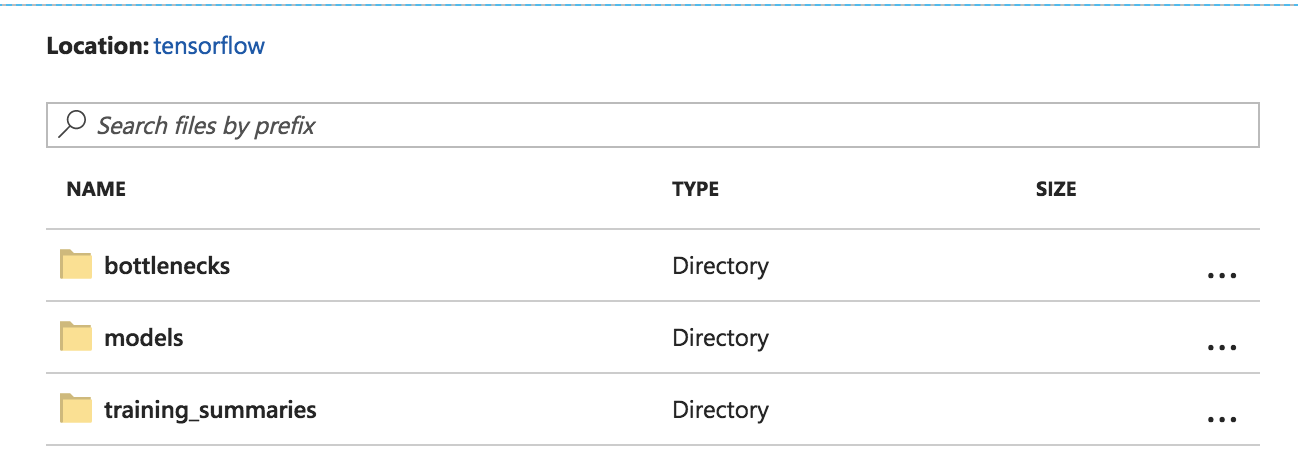 Location: tensorflow
Search files by prefix
NAME TYPE SIZE
bottlenecks Directory ...
models Directory ...
training_summaries Directory ...